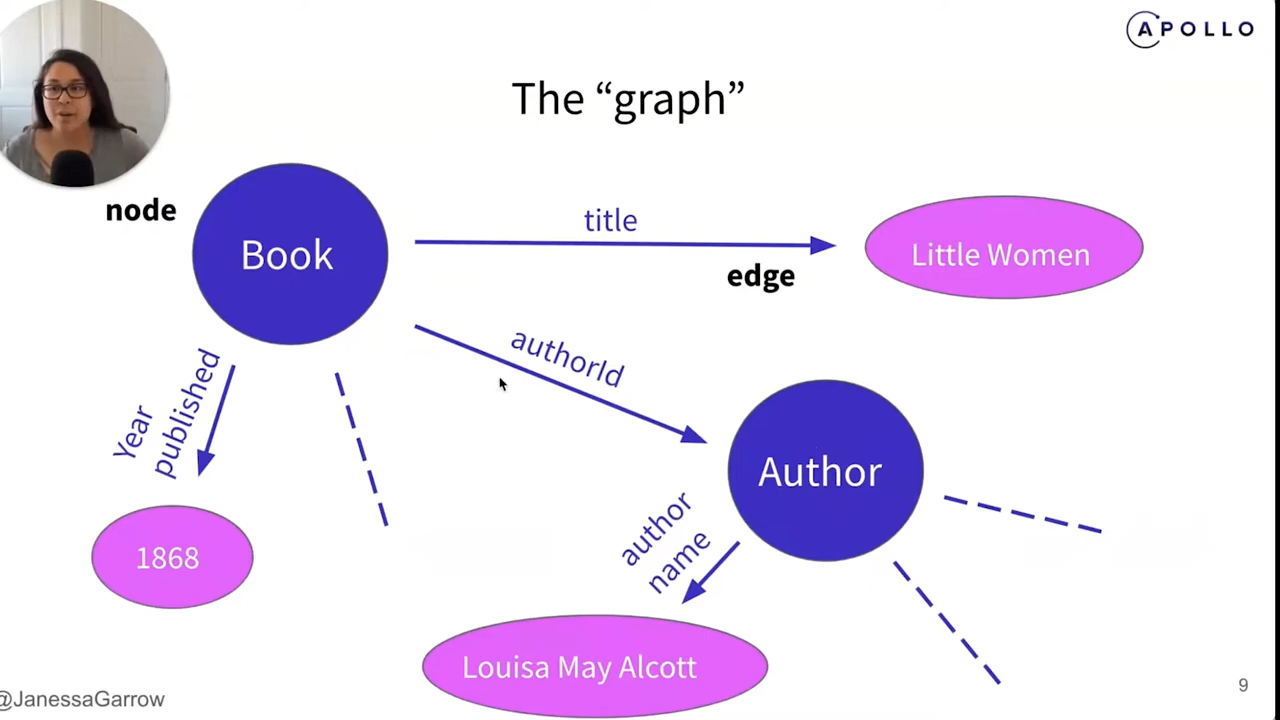 APOLLO
The “graph”
node
Book
title
edge
Little Women
authorId
Year
published
Author
1868
author
name
Louisa May Alcott
@JanessaGarrow
9